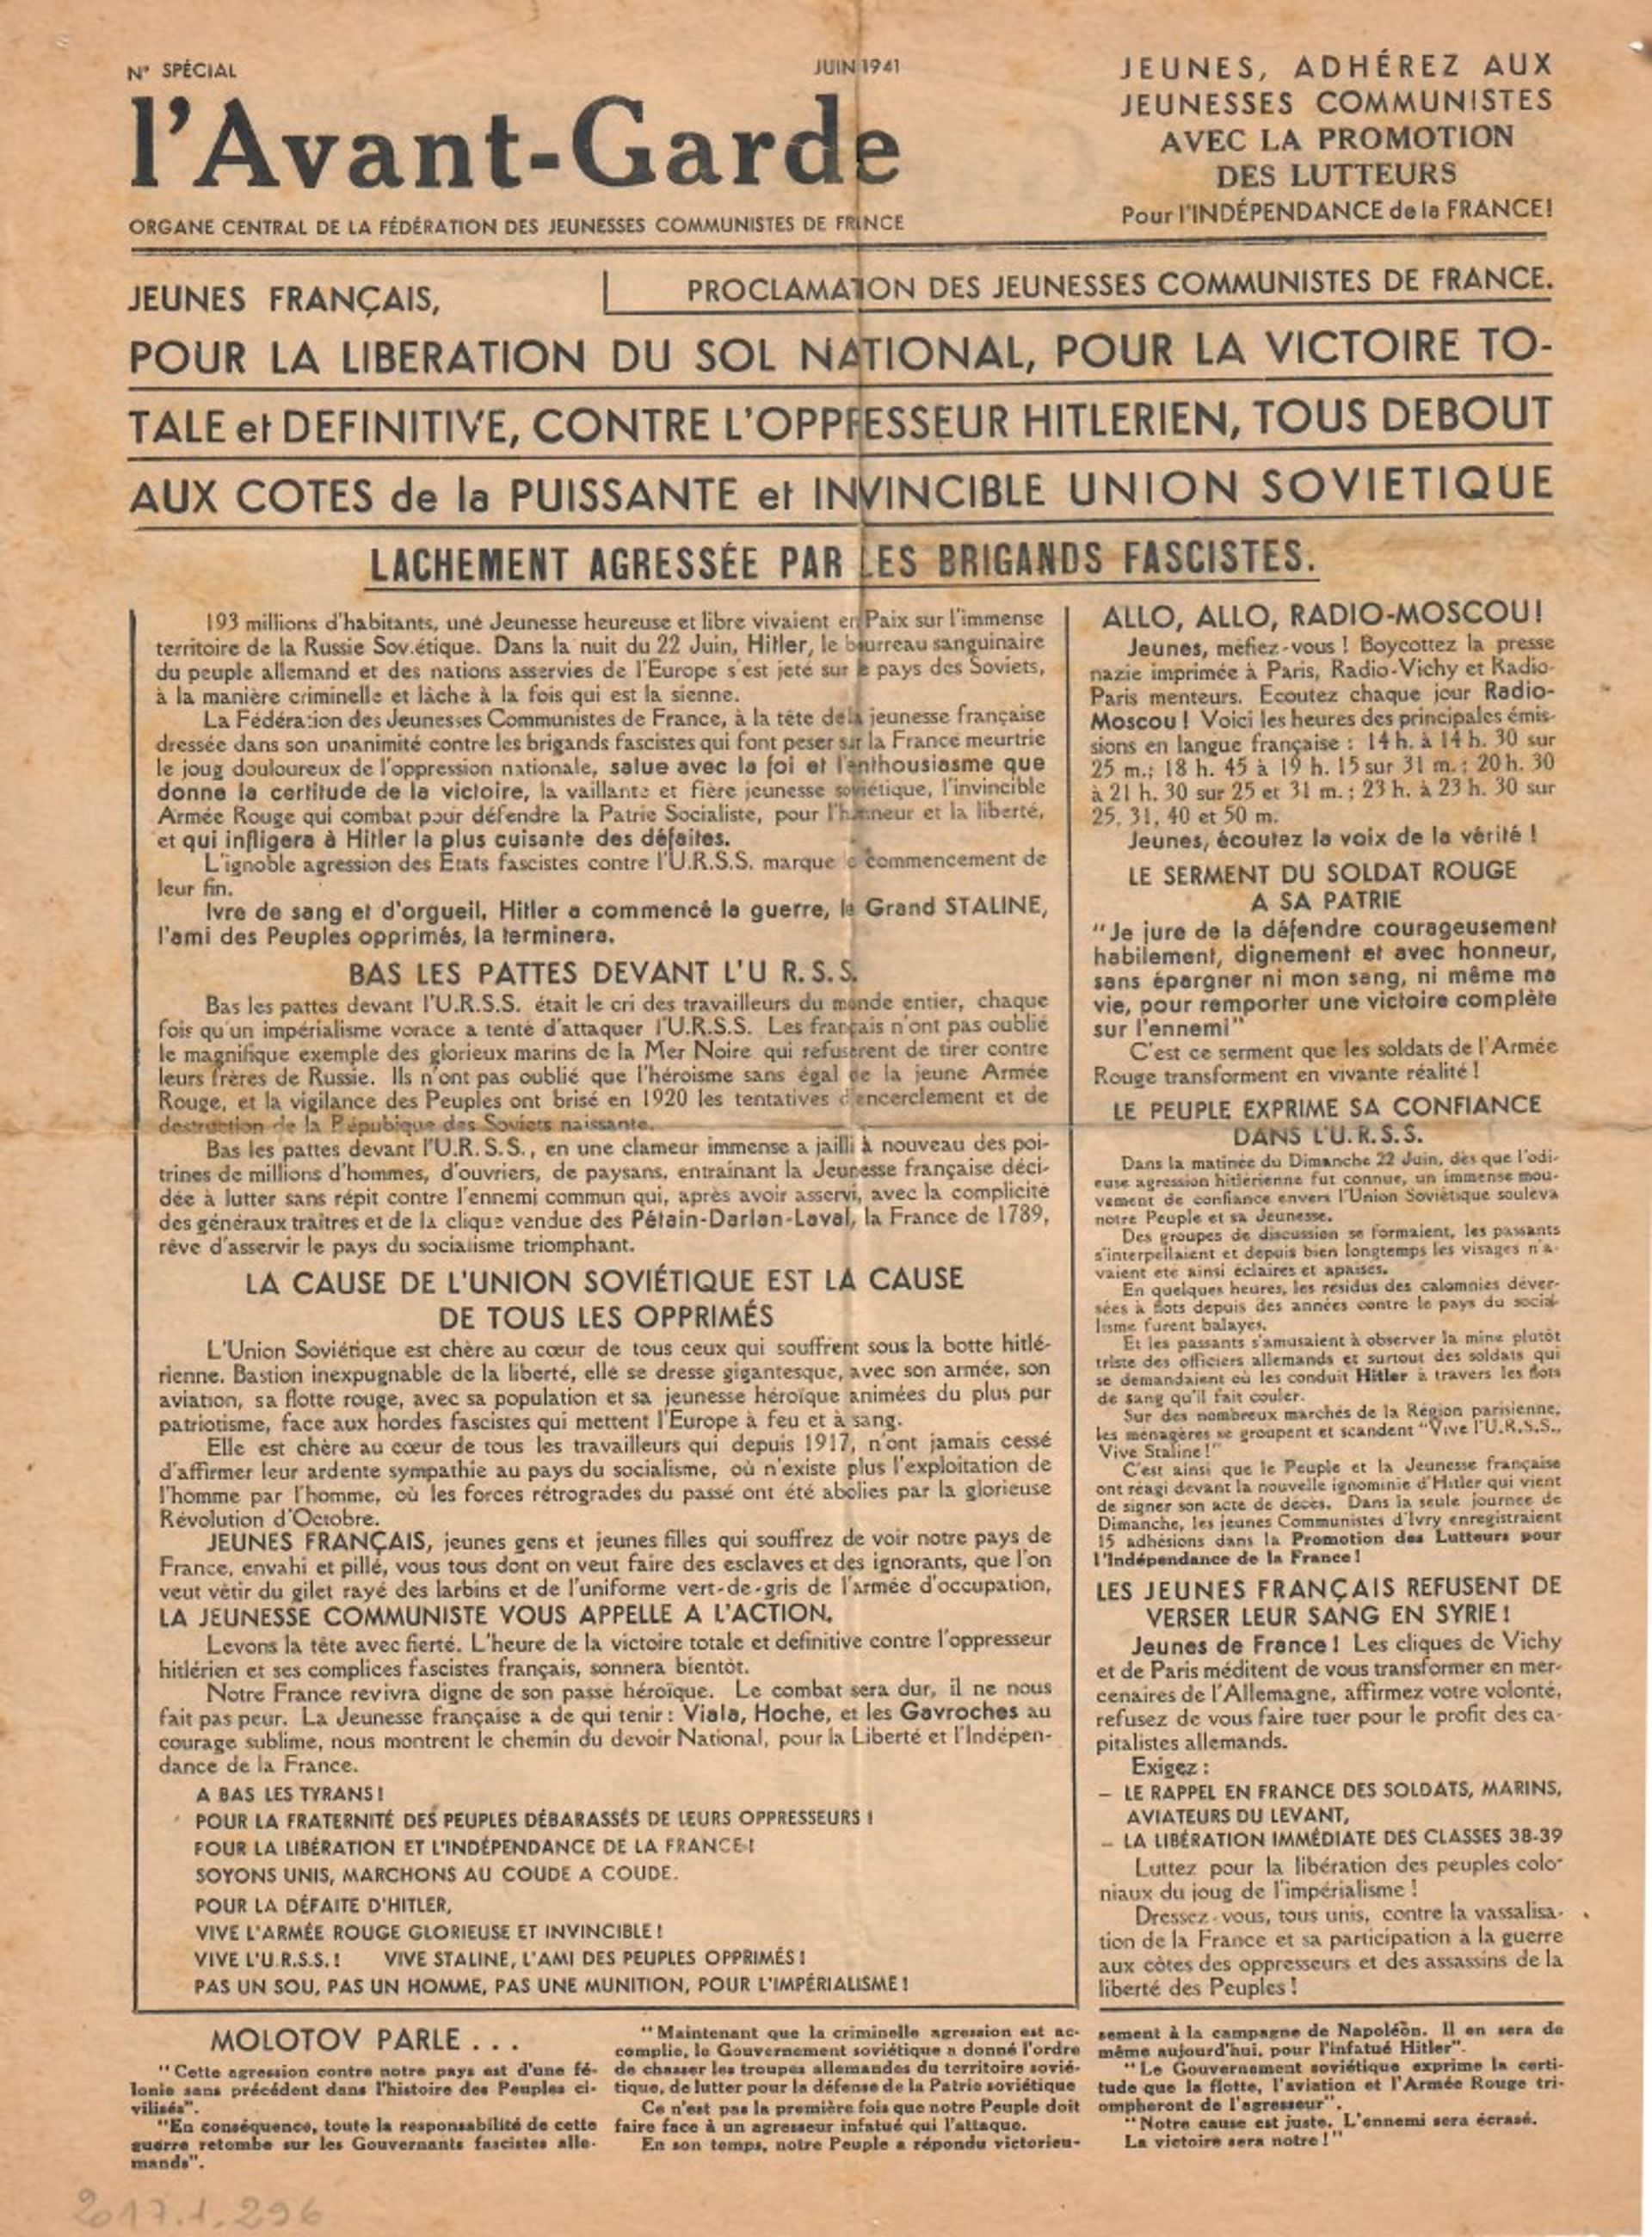 N° SPÉCIAL
JUIN 1941
l'Avant-Garde
ORGANE CENTRAL DE LA FÉDÉRATION DES JEUNESSES COMMUNISTES DE FRANCE
JEUNES, ADHÉREZ AUX
JEUNESSES COMMUNISTES
AVEC LA PROMOTION
DES LUTTEURS
Pour l'INDÉPENDANCE de la FRANCE!
JEUNES FRANÇAIS,
PROCLAMATION DES JEUNESSES COMMUNISTES DE FRANCE.
POUR LA LIBERATION DU SOL NATIONAL, POUR LA VICTOIRE TO-
TALE et DEFINITIVE, CONTRE L'OPPRESSEUR HITLERIEN, TOUS DEBOUT
AUX COTES de la PUISSANTE et INVINCIBLE UNION SOVIETIQUE
LACHEMENT AGRESSÉE PAR LES BRIGANDS FASCISTES.
193 millions d'habitants, une Jeunesse heureuse et libre vivaient en Paix sur l'immense
territoire de la Russie Soviétique. Dans la nuit du 22 Juin, Hitler, le bourreau sanguinaire
du peuple allemand et des nations asservies de l'Europe s'est jeté sur le pays des Soviets,
à la manière criminelle et lâche à la fois qui est la sienne.
La Fédération des Jeunesses Communistes de France, à la tête de la jeunesse française
dressée dans son unanimité contre les brigands fascistes qui font peser sur la France meurtrie
le joug douloureux de l'oppression nationale, salue avec la foi et l'enthousiasme que
donne la certitude de la victoire, la vaillante et fière jeunesse soviétique, l'invincible
Armée Rouge qui combat pour défendre la Patrie Socialiste, pour l'honneur et la liberté,
et qui infligera à Hitler la plus cuisante des défaites.
L'ignoble agression des Etats fascistes contre l'U.R.S.S. marque le commencement de
leur fin.
Ivre de sang et d'orgueil, Hitler a commencé la guerre, le Grand STALINE,
l'ami des Peuples opprimés, la terminera.
BAS LES PATTES DEVANT L'U R.S.S.
Bas les pattes devant l'U.R.S.S. était le cri des travailleurs du monde entier, chaque
fois qu'un impérialisme vorace a tenté d'attaquer l'U.R.S.S. Les français n'ont pas oublié
le magnifique exemple des glorieux marins de la Mer Noire qui refusèrent de tirer contre
leurs frères de Russie. Ils n'ont pas oublié que l'héroisme sans égal de la jeune Armée
Rouge, et la vigilance des Peuples ont brisé en 1920 les tentatives d'encerclement et de
destruction de la Répubique des Soviets naissante.
Bas les pattes devant l'U.R.S.S., en une clameur immense a jailli à nouveau des poi-
trines de millions d'hommes, d'ouvriers, de paysans, entraînant la Jeunesse française déci-
dée à lutter sans répit contre l'ennemi commun qui, après avoir asservi, avec la complicité
des généraux traîtres et de la clique vendue des Pétain-Darlan-Laval, la France de 1789,
rêve d'asservir le pays du socialisme triomphant.
LA CAUSE DE L'UNION SOVIÉTIQUE EST LA CAUSE
DE TOUS LES OPPRIMÉS
L'Union Soviétique est chère au cœur de tous ceux qui souffrent sous la botte hitlé-
rienne. Bastion inexpugnable de la liberté, elle se dresse gigantesque, avec son armée, son
aviation, sa flotte rouge, avec sa population et sa jeunesse héroïque animées du plus pur
patriotisme, face aux hordes fascistes qui mettent l'Europe à feu et à sang.
Elle est chère au cœur de tous les travailleurs qui depuis 1917, n'ont jamais cessé
d'affirmer leur ardente sympathie au pays du socialisme, où n'existe plus l'exploitation de
l'homme par l'homme, où les forces rétrogrades du passé ont été abolies par la glorieuse
Révolution d'Octobre.
JEUNES FRANÇAIS, jeunes gens et jeunes filles qui souffrez de voir notre pays de
France, envahi et pillé, vous tous dont on veut faire des esclaves et des ignorants, que l'on
veut vêtir du gilet rayé des larbins et de l'uniforme vert-de-gris de l'armée d'occupation,
LA JEUNESSE COMMUNISTE VOUS APPELLE A L'ACTION.
Levons la tête avec fierté. L'heure de la victoire totale et definitive contre l'oppresseur
hitlérien et ses complices fascistes français, sonnera bientôt.
Notre France revivra digne de son passé héroïque. Le combat sera dur, il ne nous
fait pas peur. La Jeunesse française a de qui tenir : Viala, Hoche, et les Gavroches au
courage sublime, nous montrent le chemin du devoir National, pour la Liberté et l'Indépen-
dance de la France.
A BAS LES TYRANS!
POUR LA FRATERNITÉ DES PEUPLES DÉBARASSÉS DE LEURS OPPRESSEURS !
POUR LA LIBÉRATION ET L'INDÉPENDANCE DE LA FRANCE!
SOYONS UNIS, MARCHONS AU COUDE A COUDE.
POUR LA DÉFAITE D'HITLER,
VIVE L'ARMÉE ROUGE GLORIEUSE ET INVINCIBLE!
VIVE L'U.R.S.S.! VIVE STALINE, L'AMI DES PEUPLES OPPRIMÉS!
PAS UN SOU, PAS UN HOMME, PAS UNE MUNITION, POUR L'IMPÉRIALISME!
ALLO, ALLO, RADIO-MOSCOU!
Jeunes, méfiez-vous ! Boycottez la presse
nazie imprimée à Paris, Radio-Vichy et Radio-
Paris menteurs. Ecoutez chaque jour Radio-
Moscou ! Voici les heures des principales émis-
sions en langue française : 14 h. à 14 h. 30 sur
25 m.; 18 h. 45 à 19 h. 15 sur 31 m.; 20 h. 30
à 21 h. 30 sur 25 et 31 m.; 23 h. à 23 h. 30 sur
25, 31, 40 et 50 m.
Jeunes, écoutez la voix de la vérité !
LE SERMENT DU SOLDAT ROUGE
A SA PATRIE
"Je jure de la défendre courageusement
habilement, dignement et avec honneur,
sans épargner ni mon sang, ni même ma
vie, pour remporter une victoire complète
sur l'ennemi"
C'est ce serment que les soldats de l'Armée
Rouge transforment en vivante réalité !
LE PEUPLE EXPRIME SA CONFIANCE
DANS L'U.R.S.S.
Dans la matinée du Dimanche 22 Juin, dès que l'odi-
euse agression hitlérienne fut connue, un immense mou-
vement de confiance envers l'Union Soviétique souleva
notre Peuple et sa Jeunesse.
Des groupes de discussion se formaient, les passants
s'interpellaient et depuis bien longtemps les visages n'a-
vaient été ainsi éclaires et apaisés.
En quelques heures, les résidus des calomnies déver-
sées à flots depuis des années contre le pays du social-
lisme furent balayes.
Et les passants s'amusaient à observer la mine plutôt
triste des officiers allemands et surtout des soldats qui
se demandaient où les conduit Hitler à travers les flots
de sang qu'il fait couler.
Sur des nombreux marchés de la Région parisienne,
les ménagères se groupent et scandent "Vive l'U.R.S.S.,
Vive Staline!"
C'est ainsi que le Peuple et la Jeunesse française
ont réagi devant la nouvelle ignominie d'Hitler qui vient
de signer son acte de décès. Dans la seule journée de
Dimanche, les jeunes Communistes d'Ivry enregistraient
15 adhésions dans la Promotion des Lutteurs pour
l'Indépendance de la France!
LES JEUNES FRANÇAIS REFUSENT DE
VERSER LEUR SANG EN SYRIE!
Jeunes de France! Les cliques de Vichy
et de Paris méditent de vous transformer en mer-
cenaires de l'Allemagne, affirmez votre volonté,
refusez de vous faire tuer pour le profit des ca-
pitalistes allemands.
Exigez :
– LE RAPPEL EN FRANCE DES SOLDATS, MARINS,
AVIATEURS DU LEVANT,
– LA LIBÉRATION IMMÉDIATE DES CLASSES 38-39
Luttez pour la libération des peuples colo-
niaux du joug de l'impérialisme !
Dressez-vous, tous unis, contre la vassalisa-
tion de la France et sa participation à la guerre
aux côtés des oppresseurs et des assassins de la
liberté des Peuples !
MOLOTOV PARLE ...
"Cette agression contre notre pays est d'une fé-
lonie sans précédent dans l'histoire des Peuples ci-
vilisés".
"En conséquence, toute la responsabilité de cette
guerre retombe sur les Gouvernants fascistes alle-
mands".
"Maintenant que la criminelle agression est ac-
complie, le Gouvernement soviétique a donné l'ordre
de chasser les troupes allemandes du territoire sovié-
tique, de lutter pour la défense de la Patrie soviétique
Ce n'est pas la première fois que notre Peuple doit
faire face à un agresseur infatué qui l'attaque.
En son temps, notre Peuple a répondu victorieu-
sement à la campagne de Napoléon. Il en sera de
même aujourd'hui, pour l'infatué Hitler".
"Le Gouvernement soviétique exprime la certi-
tude que la flotte, l'aviation et l'Armée Rouge tri-
ompheront de l'agresseur".
"Notre cause est juste. L'ennemi sera écrasé.
La victoire sera notre!"
2017.1.296